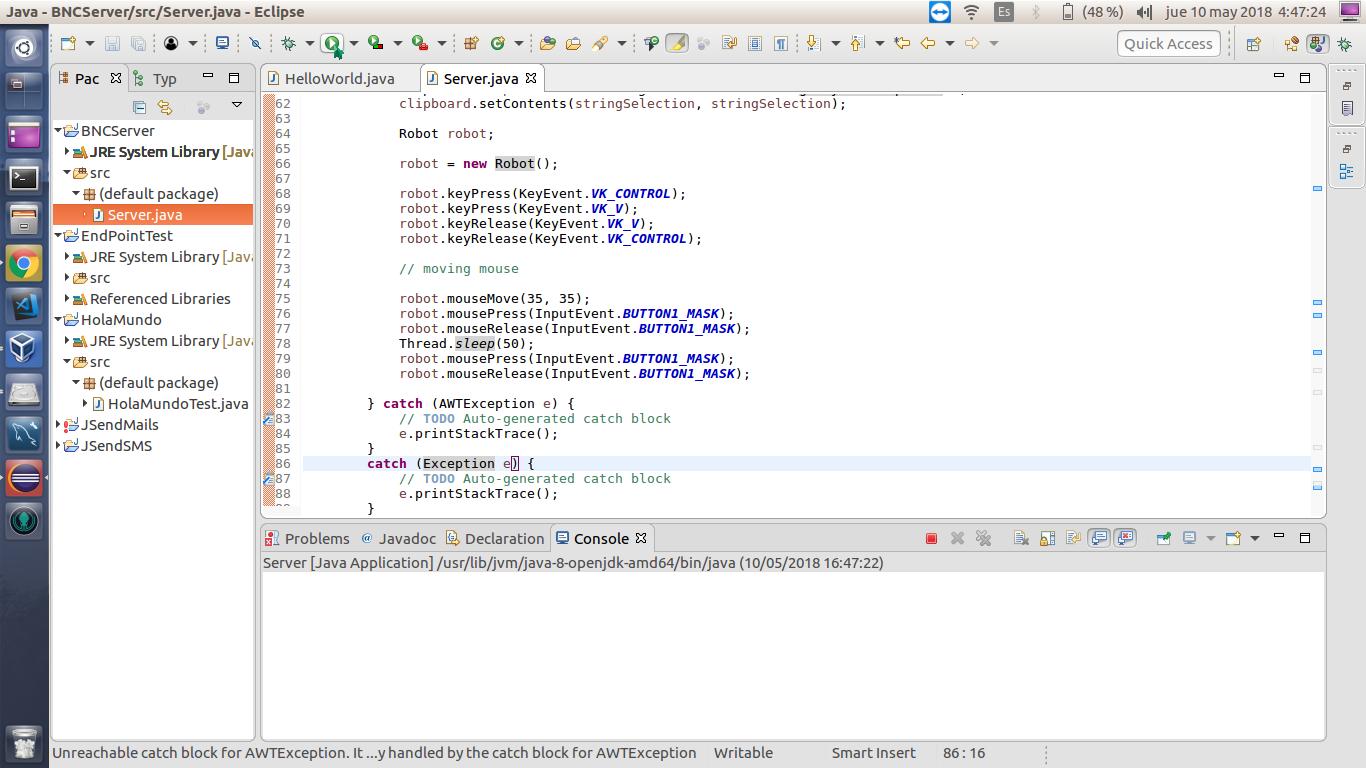 Java - BNCServer/src/Server.java - Eclipse
Es
(48 %)
jue 10 may 2018 4:47:24
Quick Access
Pac
Typ
BNCServer
JRE System Library [Java
src
(default package)
Server.java
EndPointTest
JRE System Library [Java
src
Referenced Libraries
HolaMundo
JRE System Library [Java
src
(default package)
HolaMundoTest.java
JSendMails
JSendSMS
HelloWorld.java
Server.java
62 clipboard.setContents(stringSelection, stringSelection);
63
64 Robot robot;
65
66 robot = new Robot();
67
68 robot.keyPress(KeyEvent.VK_CONTROL);
69 robot.keyPress(KeyEvent.VK_V);
70 robot.keyRelease(KeyEvent.VK_V);
71 robot.keyRelease(KeyEvent.VK_CONTROL);
72
73 // moving mouse
74
75 robot.mouseMove(35, 35);
76 robot.mousePress(InputEvent.BUTTON1_MASK);
77 robot.mouseRelease(InputEvent.BUTTON1_MASK);
78 Thread.sleep(50);
79 robot.mousePress(InputEvent.BUTTON1_MASK);
80 robot.mouseRelease(InputEvent.BUTTON1_MASK);
81
82 } catch (AWTException e) {
83 // TODO Auto-generated catch block
84 e.printStackTrace();
85 }
86 catch (Exception e) {
87 // TODO Auto-generated catch block
88 e.printStackTrace();
89 }
Problems
@ Javadoc
Declaration
Console
Server [Java Application] /usr/lib/jvm/java-8-openjdk-amd64/bin/java (10/05/2018 16:47:22)
Unreachable catch block for AWTException. It ...y handled by the catch block for AWTException
Writable
Smart Insert
86 : 16